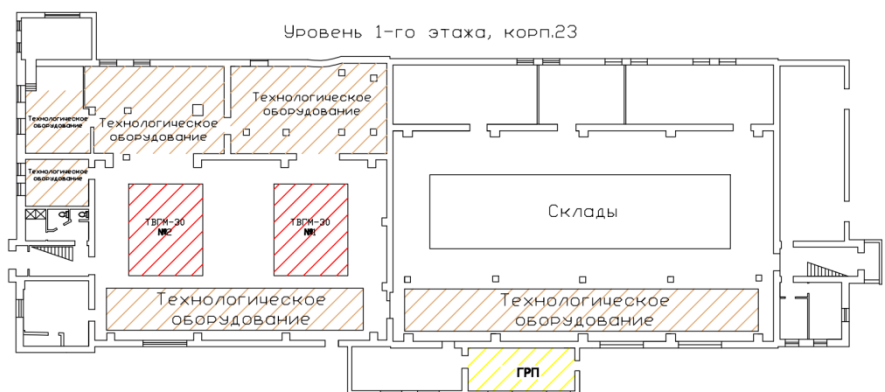 Уровень 1-го этажа, корп.23
Технологическое
оборудование
Технологическое
оборудование
Технологическое
оборудование
Технологическое
оборудование
ТВГМ-30
№2
ТВГМ-30
№1
Склады
Технологическое
оборудование
Технологическое
оборудование
ГРП